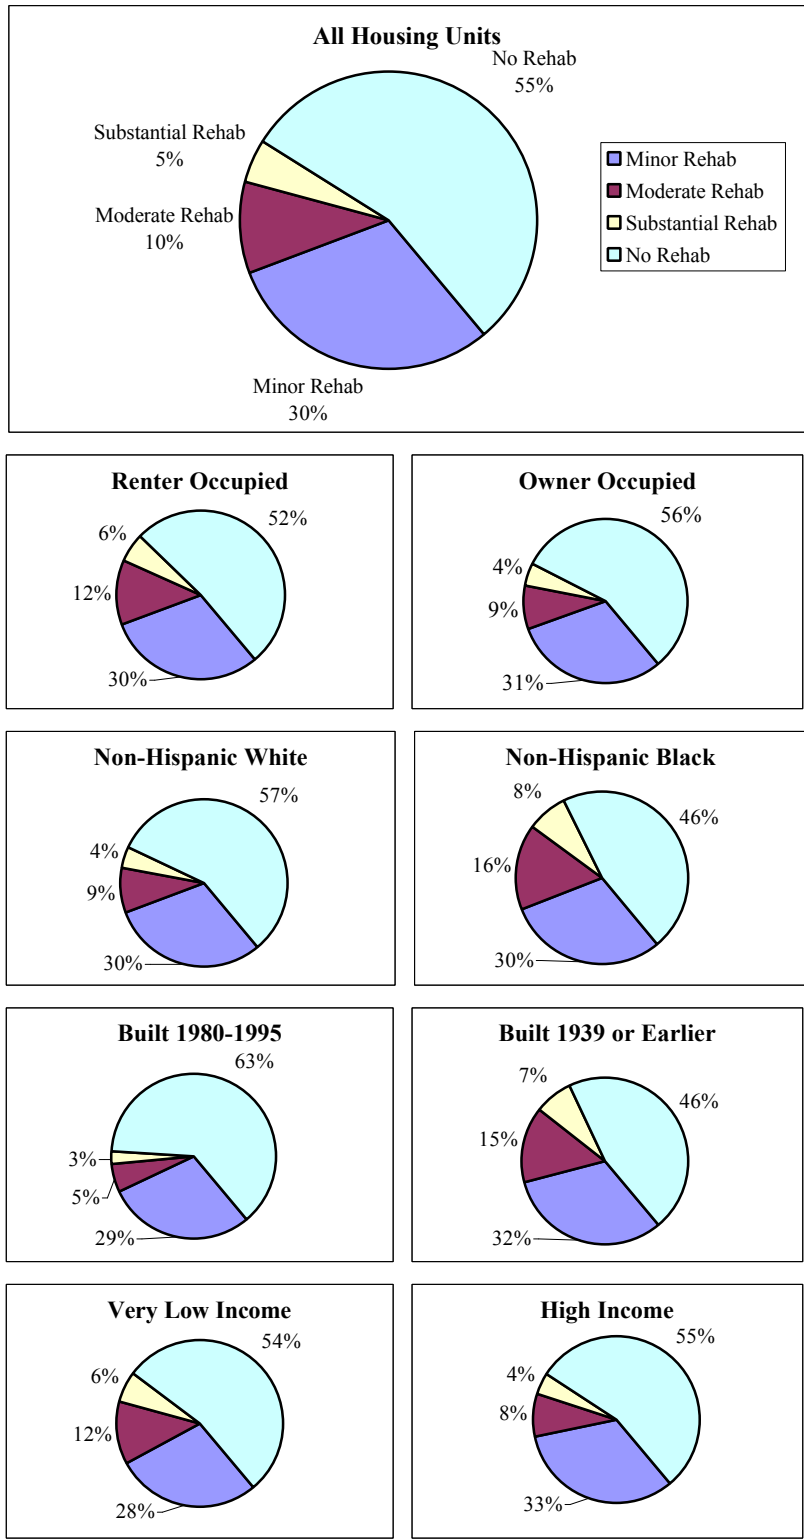 All Housing Units
No Rehab
55%
Substantial Rehab
5%
Moderate Rehab
10%
Minor Rehab
30%
Minor Rehab
Moderate Rehab
Substantial Rehab
No Rehab
Renter Occupied
52%
6%
12%
30%
Owner Occupied
56%
4%
9%
31%
Non-Hispanic White
57%
4%
9%
30%
Non-Hispanic Black
46%
8%
16%
30%
Built 1980-1995
63%
3%
5%
29%
Built 1939 or Earlier
46%
7%
15%
32%
Very Low Income
54%
6%
12%
28%
High Income
55%
4%
8%
33%